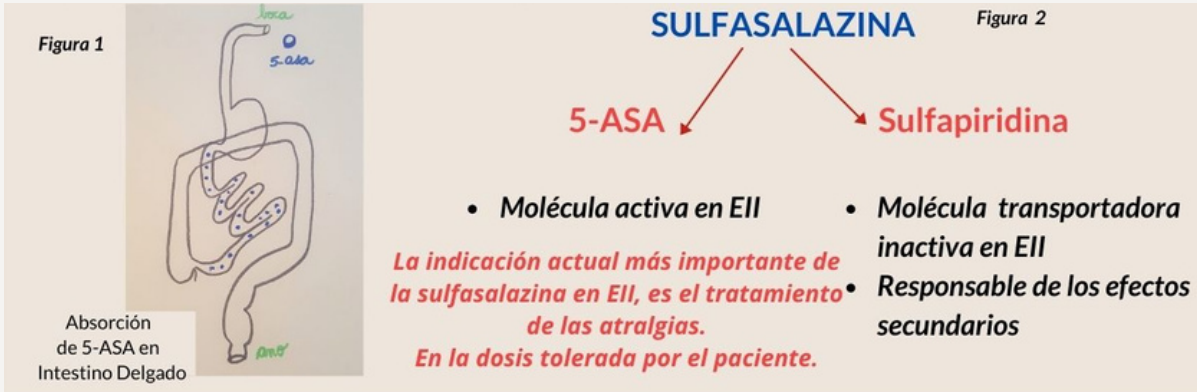 Figura 1
boca
5-asa
ano
Absorción
de 5-ASA en
Intestino Delgado
SULFASALAZINA
Figura 2
5-ASA
Sulfapiridina
• Molécula activa en EII
La indicación actual más importante de
la sulfasalazina en EII, es el tratamiento
de las atralgias.
En la dosis tolerada por el paciente.
• Molécula transportadora
inactiva en EII
• Responsable de los efectos
secundarios